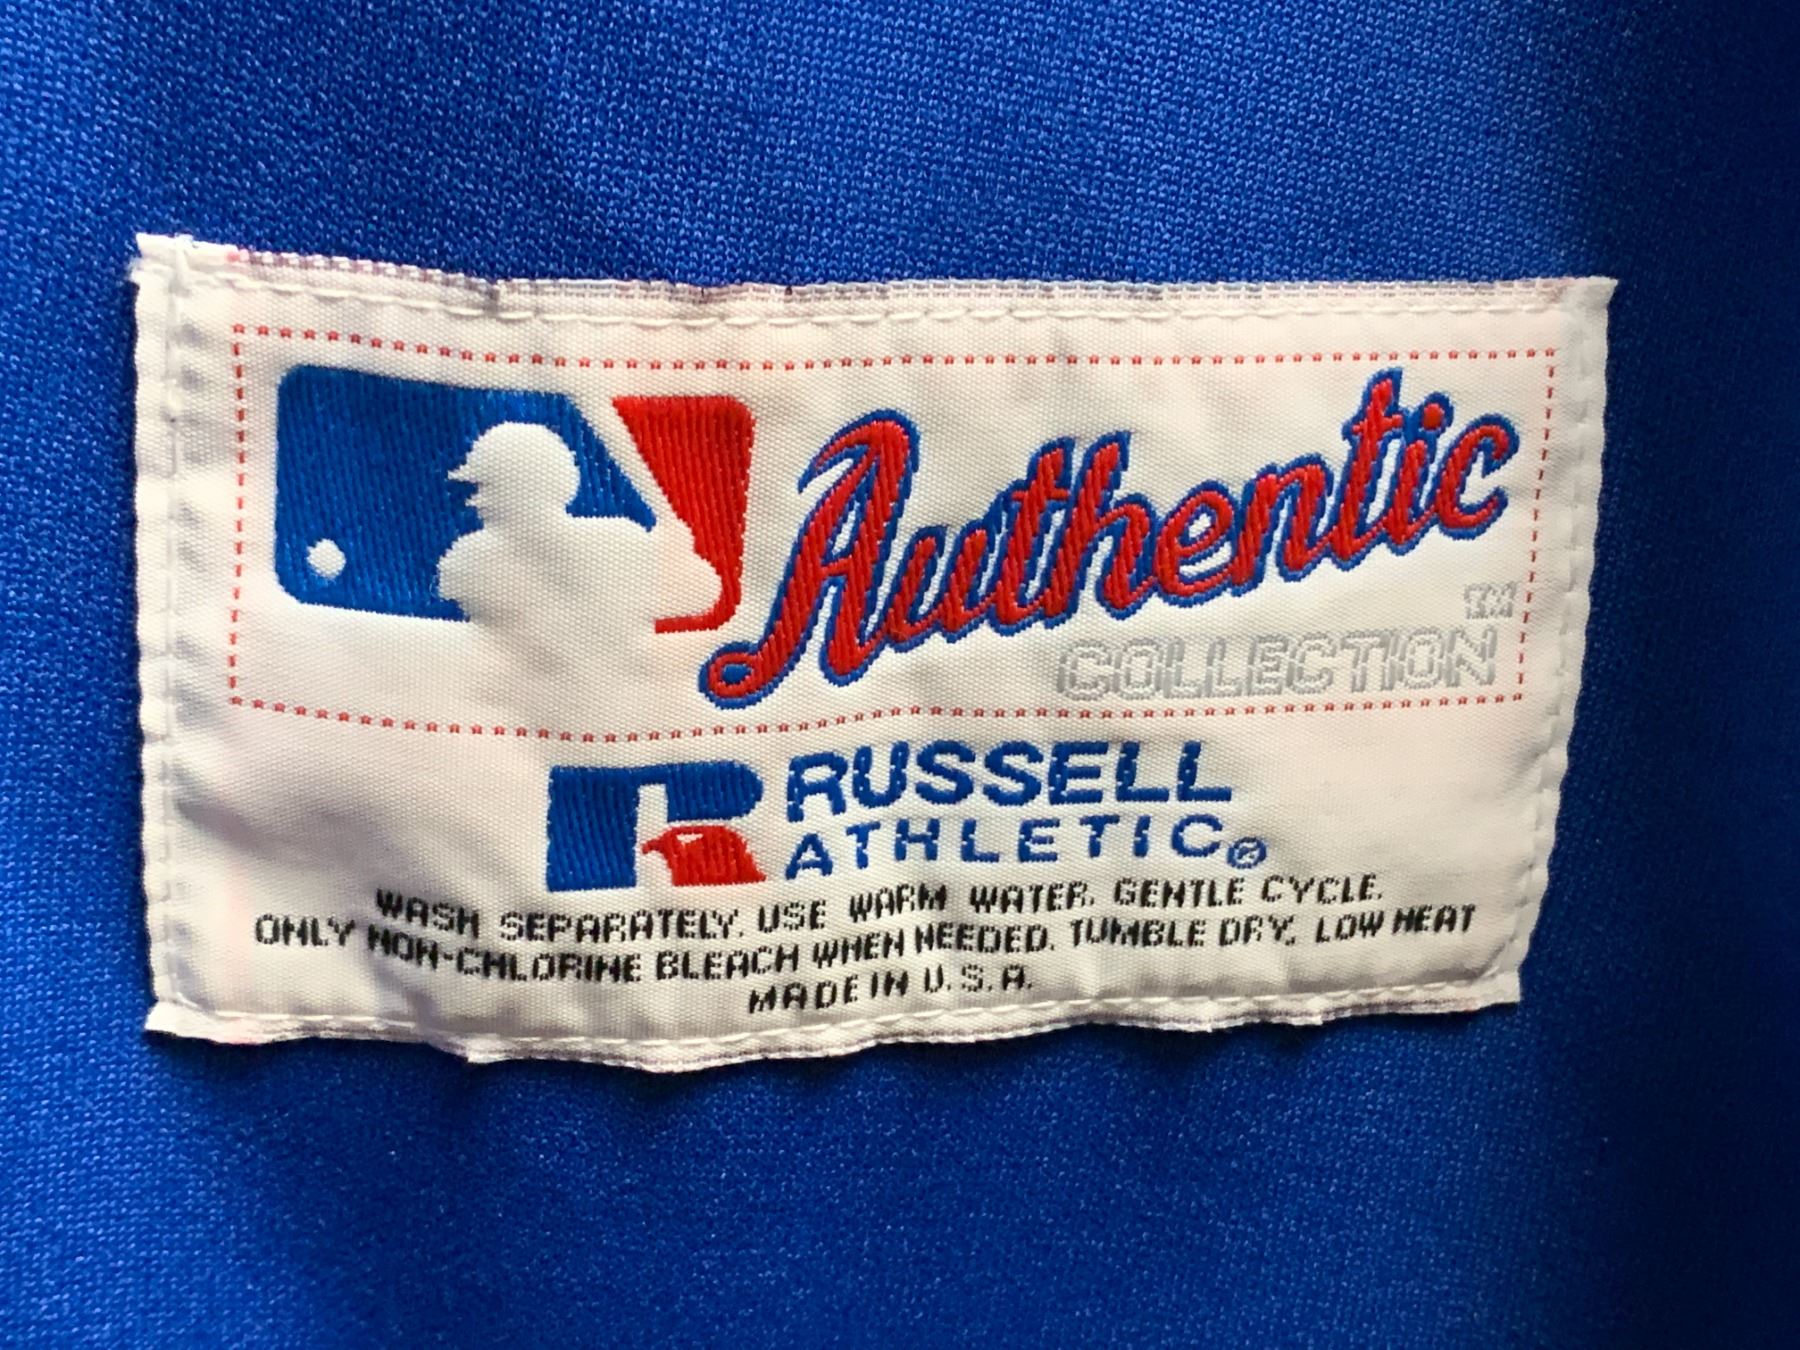 Authentic
COLLECTION™
RUSSELL
ATHLETIC®
WASH SEPARATELY. USE WARM WATER. GENTLE CYCLE.
ONLY NON-CHLORINE BLEACH WHEN NEEDED. TUMBLE DRY, LOW HEAT
MADE IN U.S.A.